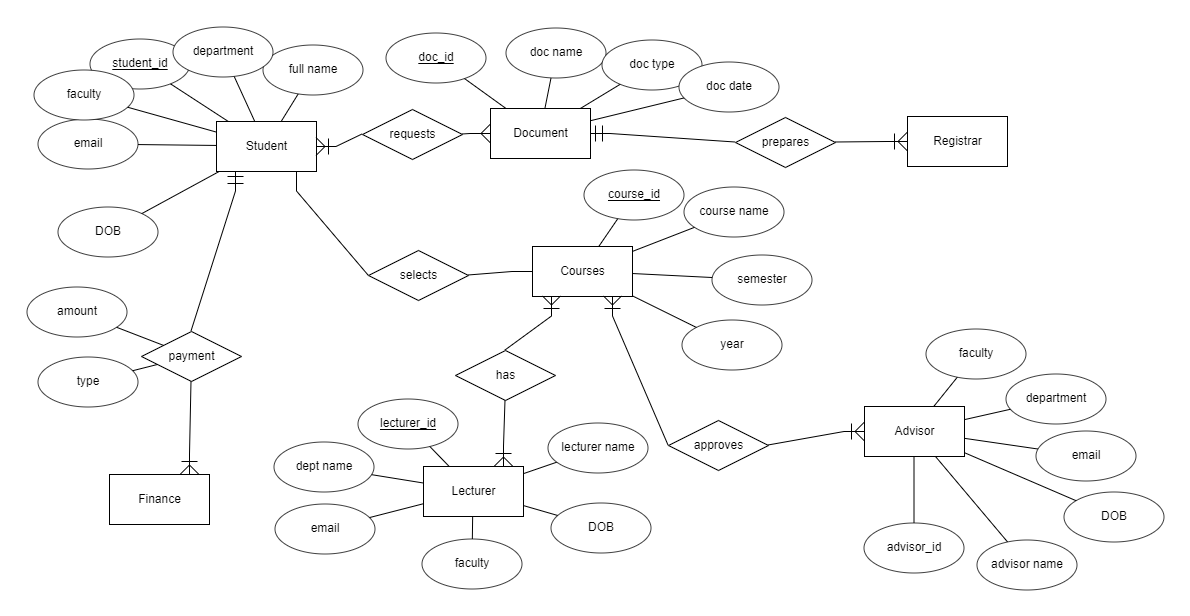 department
doc name
student_id
full name
doc_id
doc type
faculty
doc date
email
Student
requests
Document
prepares
Registrar
course_id
course name
DOB
selects
Courses
semester
amount
year
payment
faculty
type
has
department
lecturer_id
Advisor
approves
lecturer name
email
dept name
Finance
Lecturer
DOB
email
DOB
advisor_id
faculty
advisor name